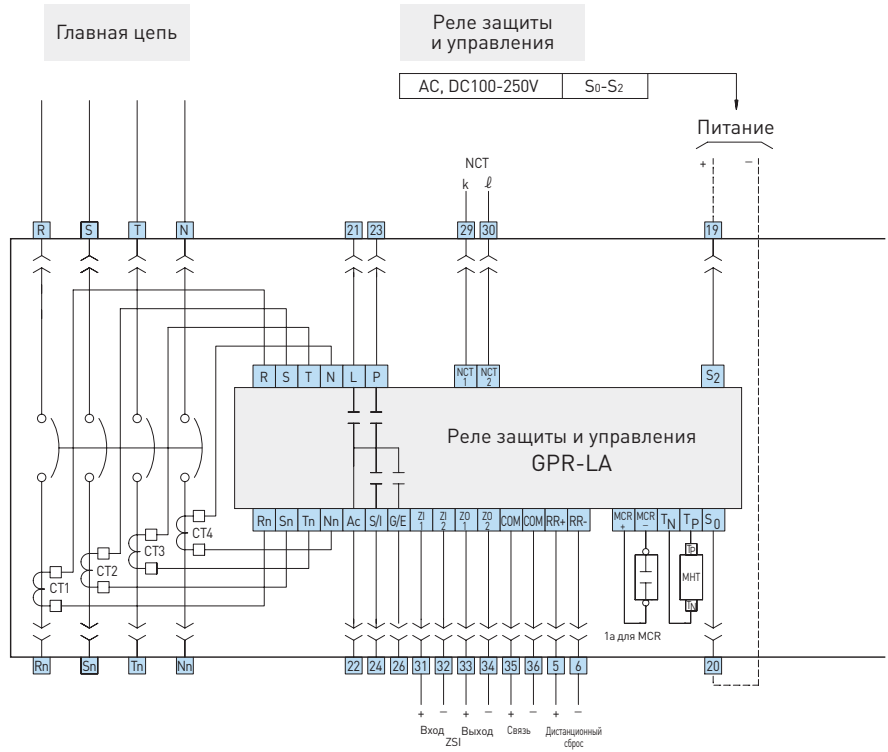 Главная цепь
Реле защиты
и управления
AC, DC100-250V S0-S2
Питание
+ −
NCT
k ℓ
R S T N 21 23 29 30 19
R S T N L P NCT 1 NCT 2 S2
Реле защиты и управления
GPR-LA
Rn Sn Tn Nn Ac S/I G/E ZI 1 ZI 2 ZO 1 ZO 2 COM COM RR+ RR- MCR + MCR − TN TP S0
CT1 CT2 CT3 CT4
TP
MHT
TN
1a для MCR
Rn Sn Tn Nn 22 24 26 31 32 33 34 35 36 5 6 20
+ − + − + − + −
Вход Выход Связь Дистанционный
ZSI сброс